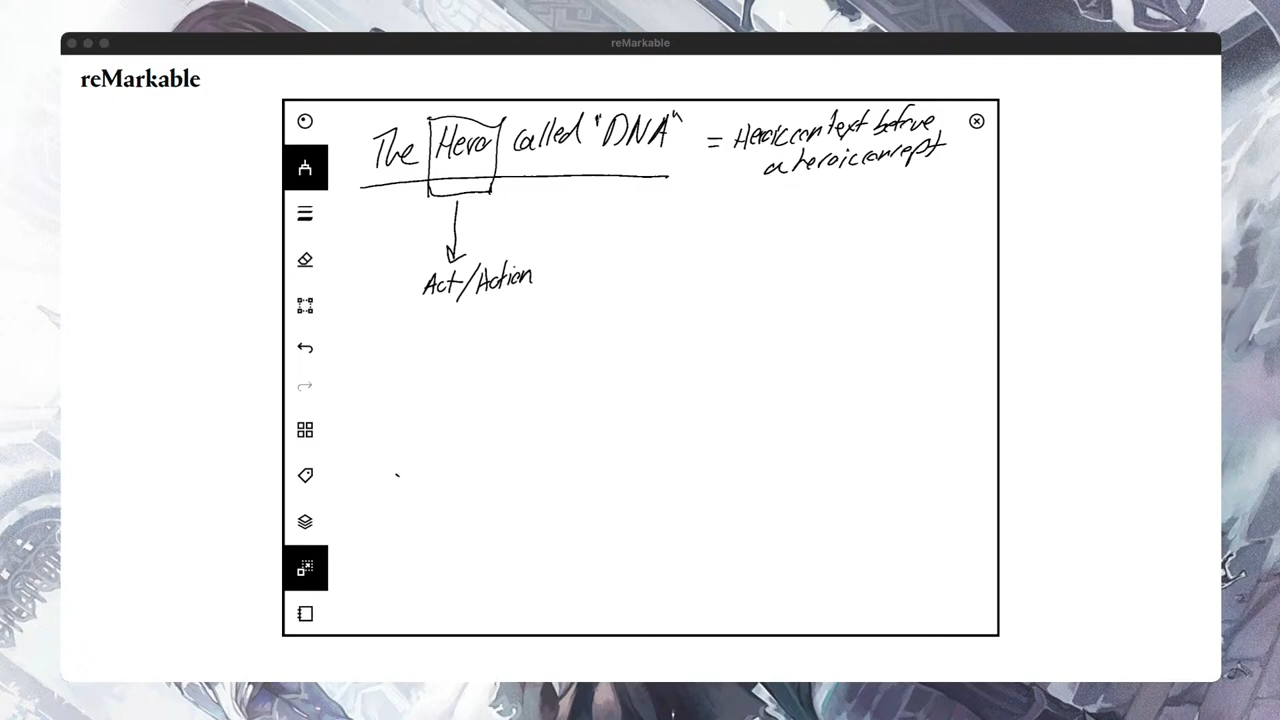 reMarkable
reMarkable
The Hero called "DNA"
= Heroic context before
a heroic concept
Act/Action